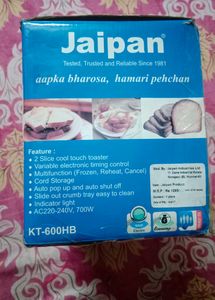 Jaipan®
Tested, Trusted and Reliable Since 1981
aapka bharosa, hamari pehchan
Feature :
• 2 Slice cool touch toaster
• Variable electronic timing control
• Multifunction (Frozen, Reheat, Cancel)
• Cord Storage
• Auto pop up and auto shut off
• Slide out crumb tray easy to clean
• Indicator light
• AC220-240V, 700W
KT-600HB